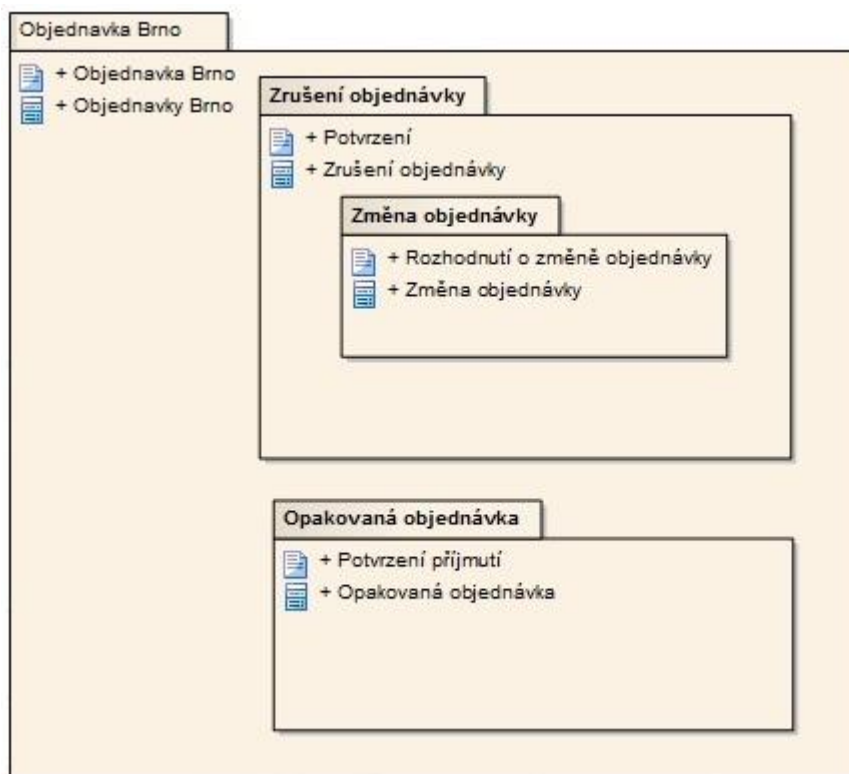 Objednavka Brno
+ Objednavka Brno
+ Objednavky Brno
Zrušení objednávky
+ Potvrzení
+ Zrušení objednávky
Změna objednávky
+ Rozhodnutí o změně objednávky
+ Změna objednávky
Opakovaná objednávka
+ Potvrzení příjmutí
+ Opakovaná objednávka